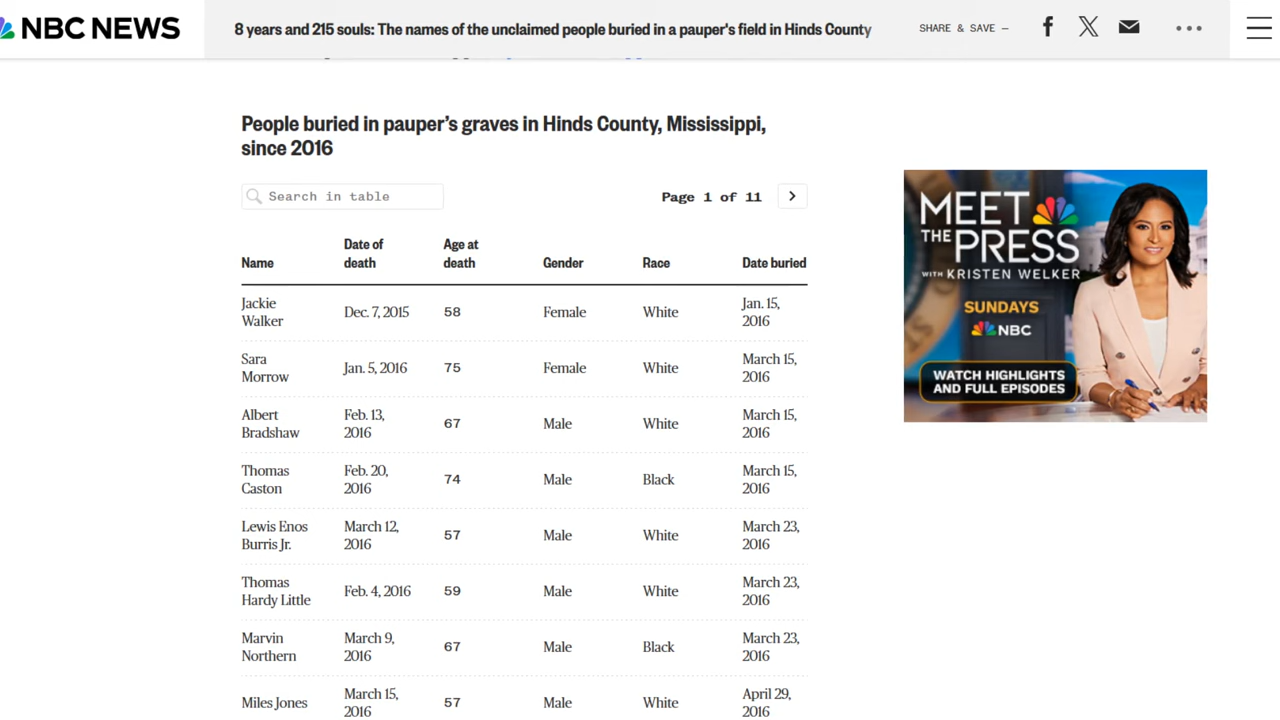 NBC NEWS
8 years and 215 souls: The names of the unclaimed people buried in a pauper's field in Hinds County
SHARE & SAVE —
People buried in pauper's graves in Hinds County, Mississippi,
since 2016
Search in table
Page 1 of 11
Name Date of death Age at death Gender Race Date buried
Jackie Walker Dec. 7, 2015 58 Female White Jan. 15, 2016
Sara Morrow Jan. 5, 2016 75 Female White March 15, 2016
Albert Bradshaw Feb. 13, 2016 67 Male White March 15, 2016
Thomas Caston Feb. 20, 2016 74 Male Black March 15, 2016
Lewis Enos Burris Jr. March 12, 2016 57 Male White March 23, 2016
Thomas Hardy Little Feb. 4, 2016 59 Male White March 23, 2016
Marvin Northern March 9, 2016 67 Male Black March 23, 2016
Miles Jones March 15, 2016 57 Male White April 29, 2016
MEET
THE PRESS
WITH KRISTEN WELKER
SUNDAYS
NBC
WATCH HIGHLIGHTS
AND FULL EPISODES